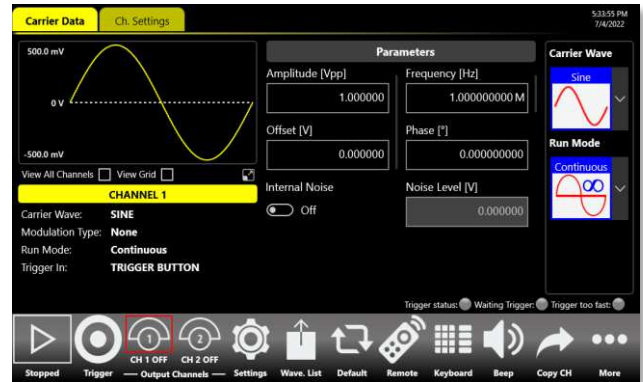 Carrier Data
Ch. Settings
5:33:55 PM
7/4/2022
500.0 mV
0 V
-500.0 mV
View All Channels
View Grid
CHANNEL 1
Carrier Wave: SINE
Modulation Type: None
Run Mode: Continuous
Trigger In: TRIGGER BUTTON
Parameters
Amplitude [Vpp]
Frequency [Hz]
1.000000
1.000000000 M
Offset [V]
Phase [°]
0.000000
0.000000000
Internal Noise
Noise Level [V]
Off
0.000000
Carrier Wave
Sine
Run Mode
Continuous
Trigger status: Waiting Trigger: Trigger too fast:
1
2
CH 1 OFF
CH 2 OFF
Stopped
Trigger
Output Channels
Settings
Wave. List
Default
Remote
Keyboard
Beep
Copy CH
More